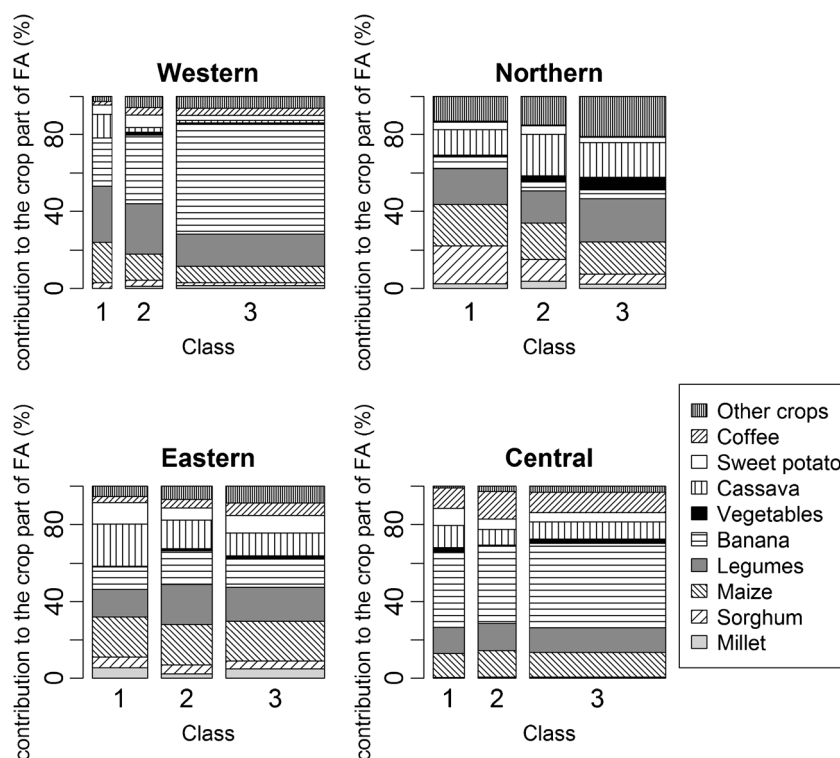 Western
contribution to the crop part of FA (%)
80
40
0
1 2 3
Class
Northern
contribution to the crop part of FA (%)
80
40
0
1 2 3
Class
Eastern
contribution to the crop part of FA (%)
80
40
0
1 2 3
Class
Central
contribution to the crop part of FA (%)
80
40
0
1 2 3
Class
Other crops
Coffee
Sweet potato
Cassava
Vegetables
Banana
Legumes
Maize
Sorghum
Millet